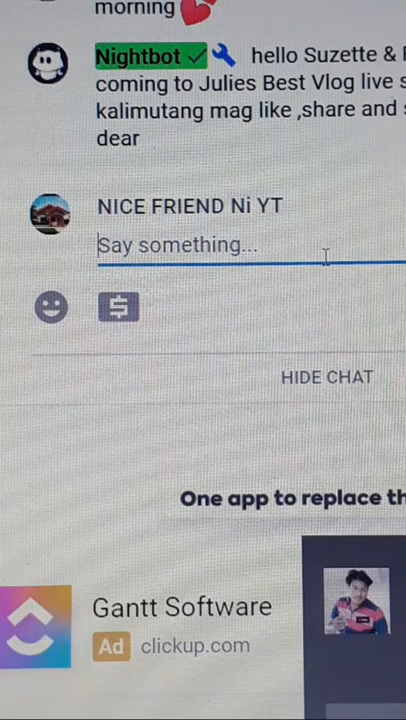 morning
Nightbot hello Suzette &
coming to Julies Best Vlog live
kalimutang mag like ,share and
dear
NICE FRIEND Ni YT
Say something...
HIDE CHAT
One app to replace
Gantt Software
Ad clickup.com